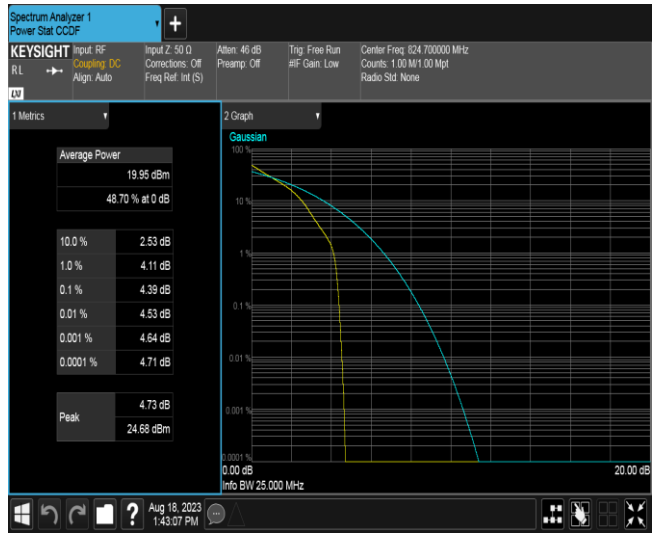 Spectrum Analyzer 1
Power Stat CCDF
+
KEYSIGHT
RL
LXI
Input: RF
Coupling: DC
Align: Auto
Input Z: 50 Ω
Corrections: Off
Freq Ref: Int (S)
Atten: 46 dB
Preamp: Off
Trig: Free Run
#IF Gain: Low
Center Freq: 824.700000 MHz
Counts: 1.00 M/1.00 Mpt
Radio Std: None
1 Metrics
Average Power
19.95 dBm
48.70 % at 0 dB
10.0 % 2.53 dB
1.0 % 4.11 dB
0.1 % 4.39 dB
0.01 % 4.53 dB
0.001 % 4.64 dB
0.0001 % 4.71 dB
Peak 4.73 dB
24.68 dBm
2 Graph
Gaussian
100 %
10 %
1 %
0.1 %
0.01 %
0.001 %
0.0001 %
0.00 dB 20.00 dB
Info BW 25.000 MHz
?
Aug 18, 2023
1:43:07 PM